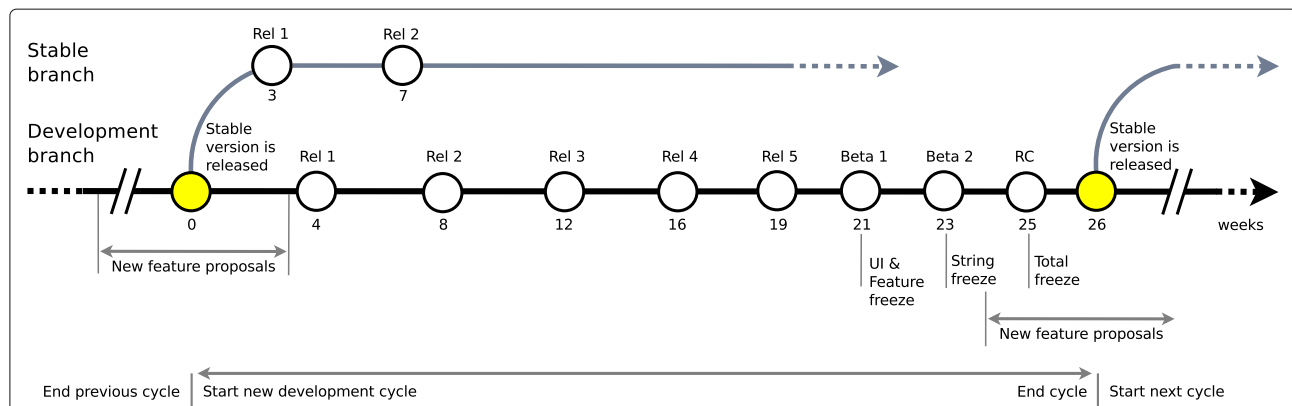 Rel 1
Rel 2
Stable
branch
3
7
Development
branch
Stable
version is
released
Stable
version is
released
Rel 1
Rel 2
Rel 3
Rel 4
Rel 5
Beta 1
Beta 2
RC
0
4
8
12
16
19
21
23
25
26
weeks
New feature proposals
UI &
Feature
freeze
String
freeze
Total
freeze
New feature proposals
End previous cycle
Start new development cycle
End cycle
Start next cycle